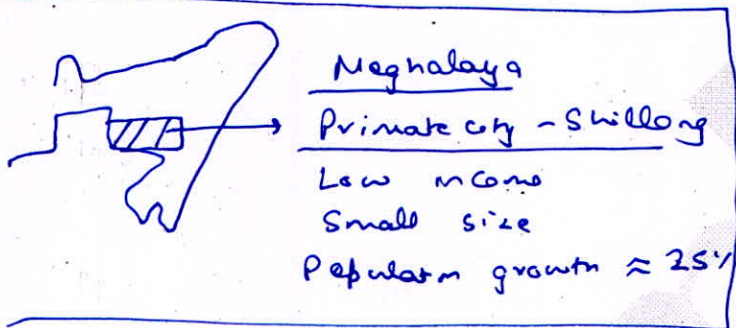 Meghalaya
Primate city - Shillong
Low income
Small size
Population growth ≈ 25%